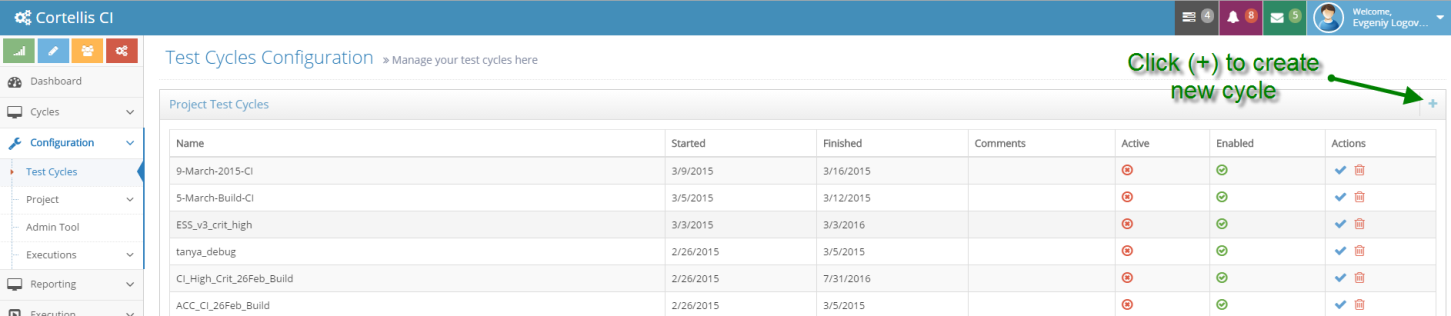 Cortellis CI
4
8
5
Welcome,
Evgeniy Logov...
Dashboard
Cycles
Configuration
Test Cycles
Project
Admin Tool
Executions
Reporting
Execution
Test Cycles Configuration » Manage your test cycles here
Click (+) to create
new cycle
Project Test Cycles
Name Started Finished Comments Active Enabled Actions
9-March-2015-CI 3/9/2015 3/16/2015
5-March-Build-CI 3/5/2015 3/12/2015
ESS_v3_crit_high 3/3/2015 3/3/2016
tanya_debug 2/26/2015 3/5/2015
CI_High_Crit_26Feb_Build 2/26/2015 7/31/2016
ACC_CI_26Feb_Build 2/26/2015 3/5/2015